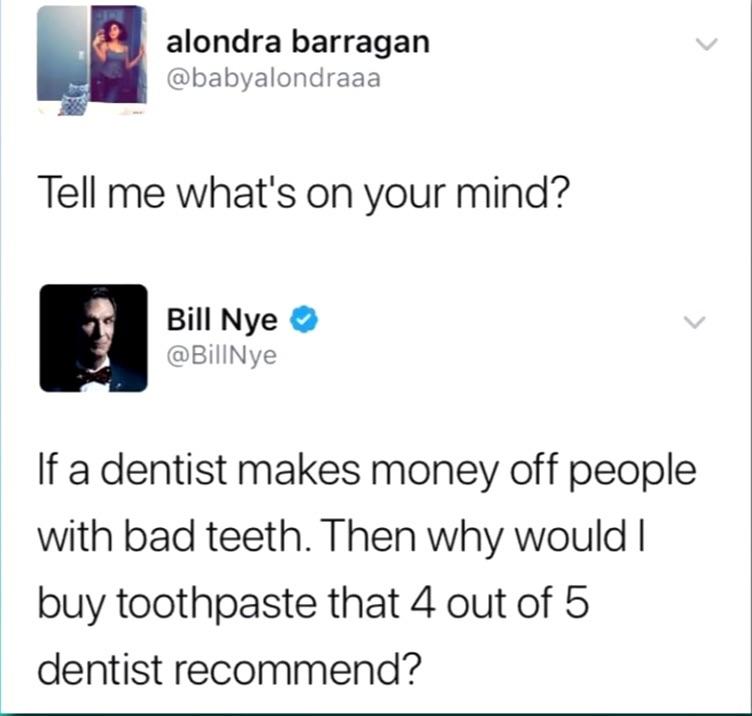 alondra barragan
@babyalondraaa
Tell me what's on your mind?
Bill Nye
@BillNye
If a dentist makes money off people
with bad teeth. Then why would I
buy toothpaste that 4 out of 5
dentist recommend?